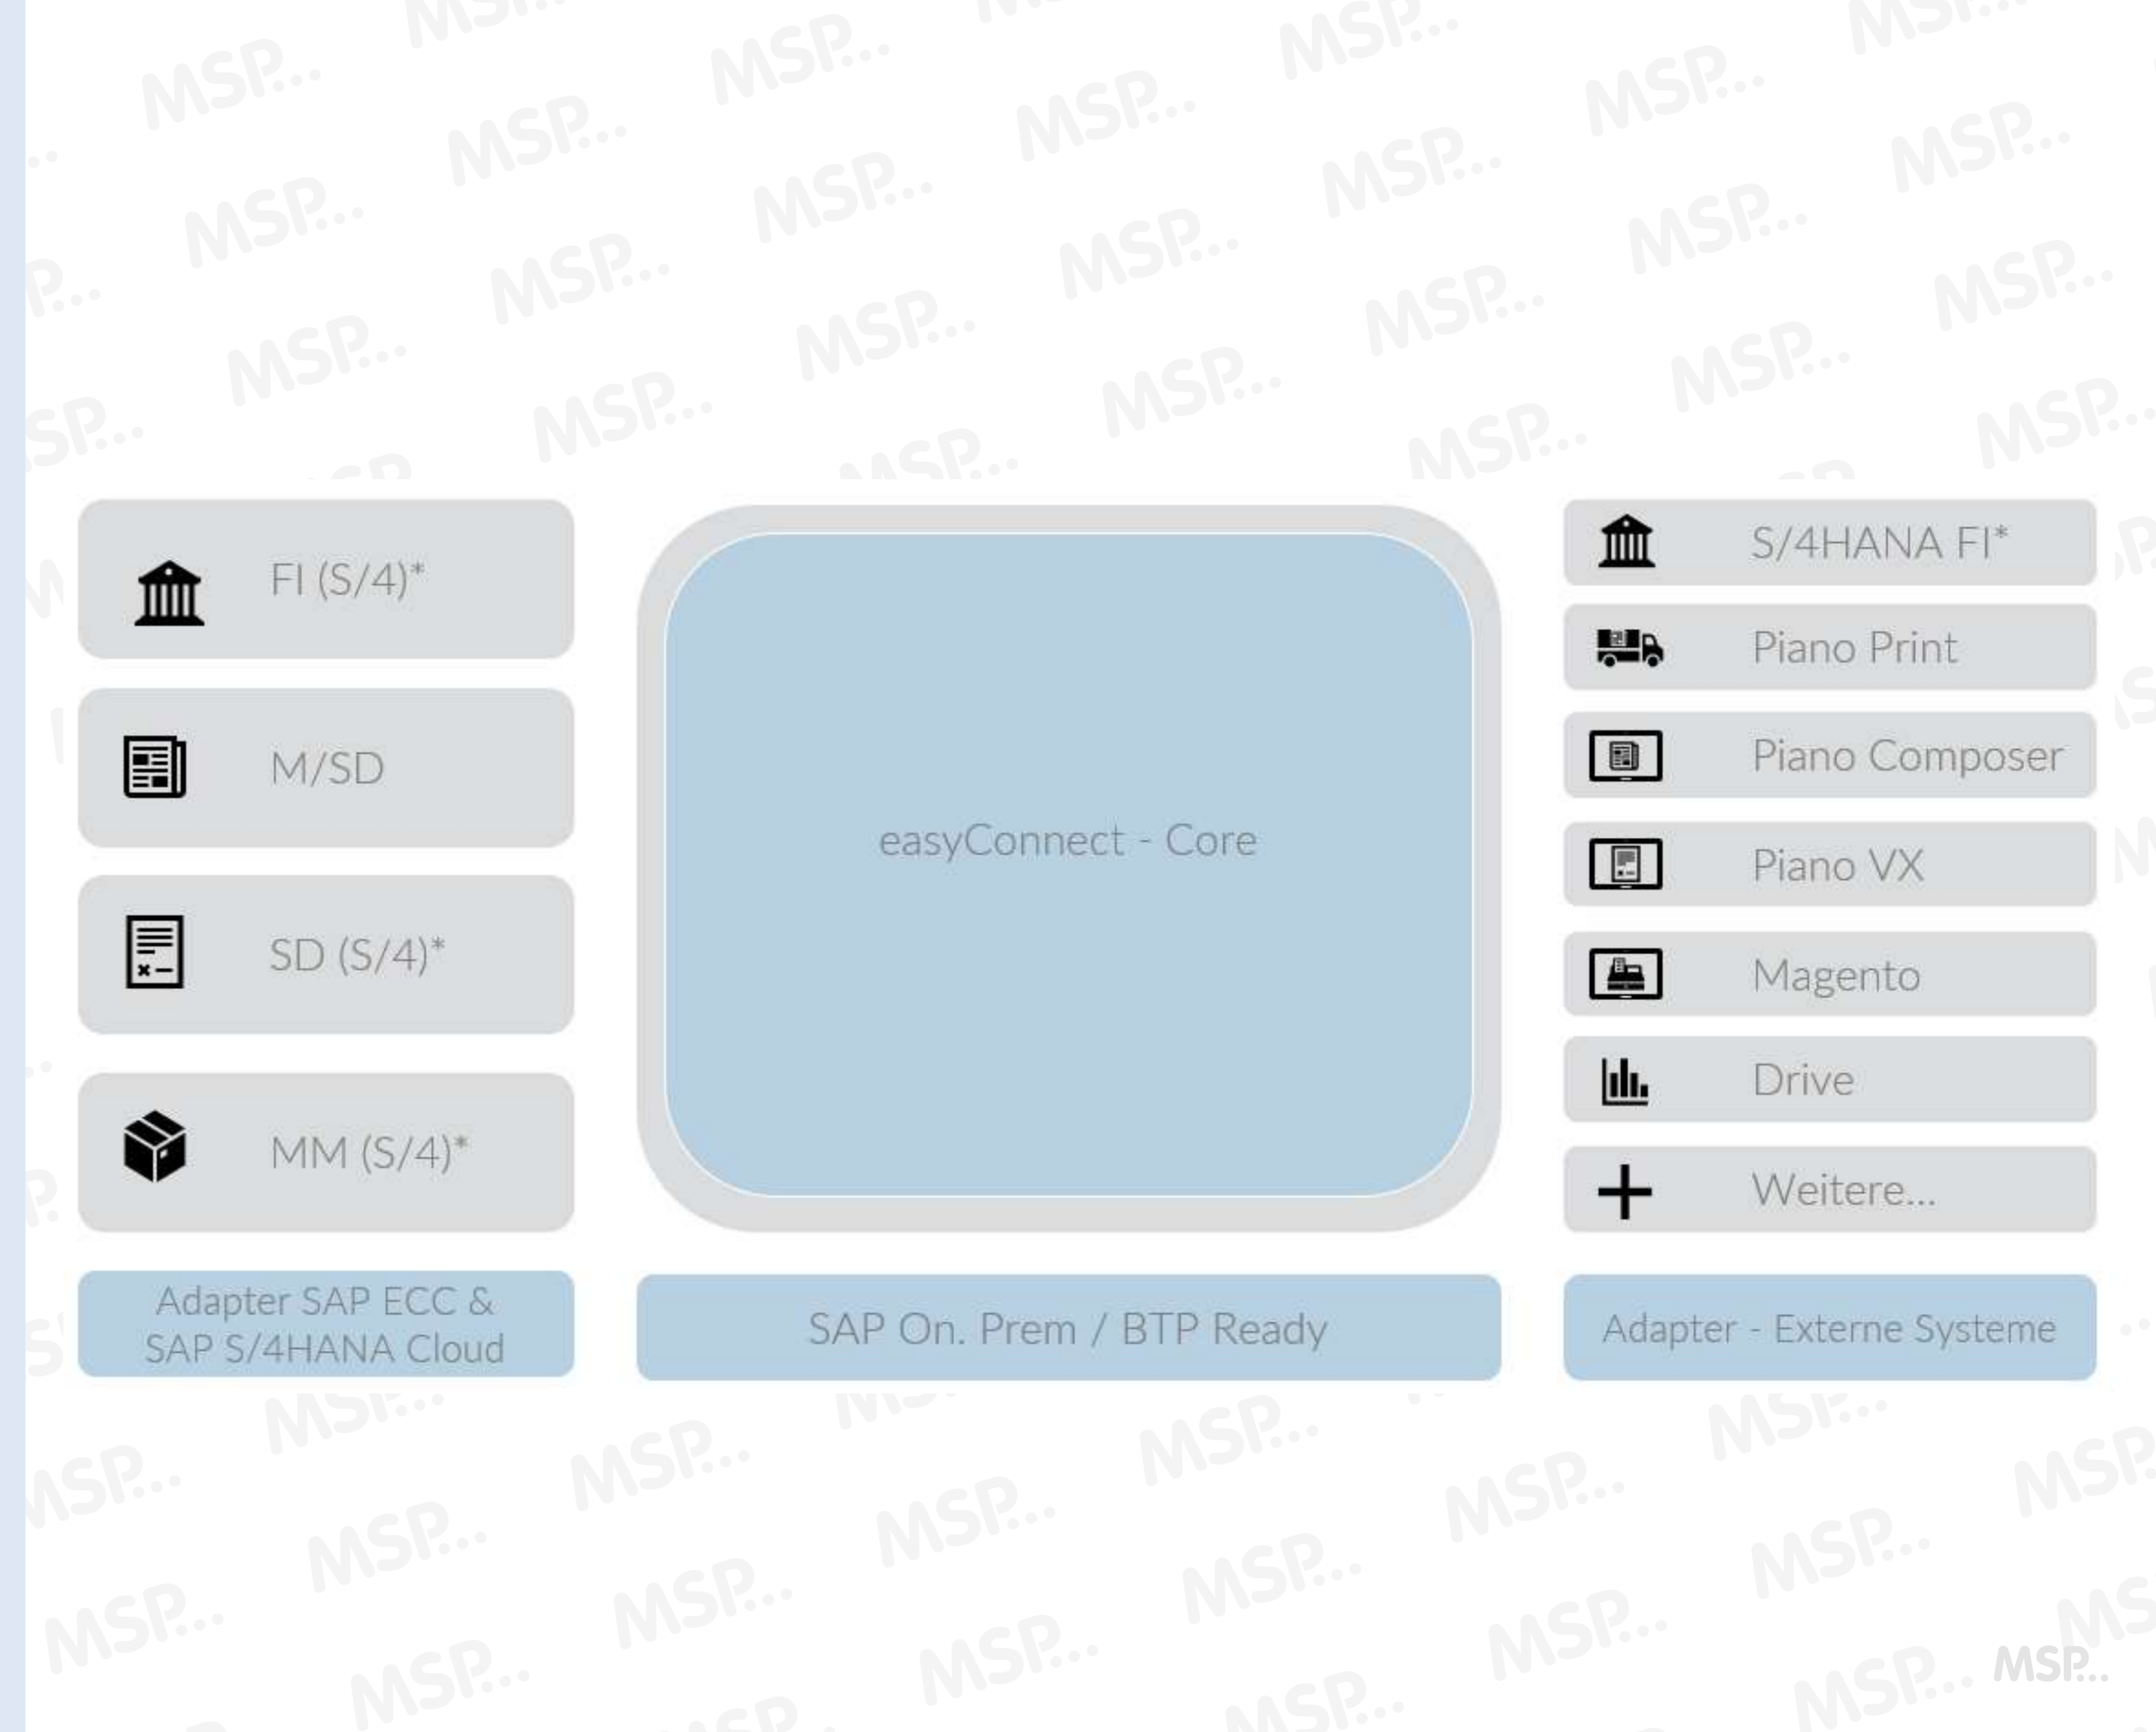 FI (S/4)*
M/SD
SD (S/4)*
MM (S/4)*
Adapter SAP ECC &
SAP S/4HANA Cloud
easyConnect - Core
SAP On. Prem / BTP Ready
S/4HANA FI*
Piano Print
Piano Composer
Piano VX
Magento
Drive
Weitere...
Adapter - Externe Systeme
MSP...